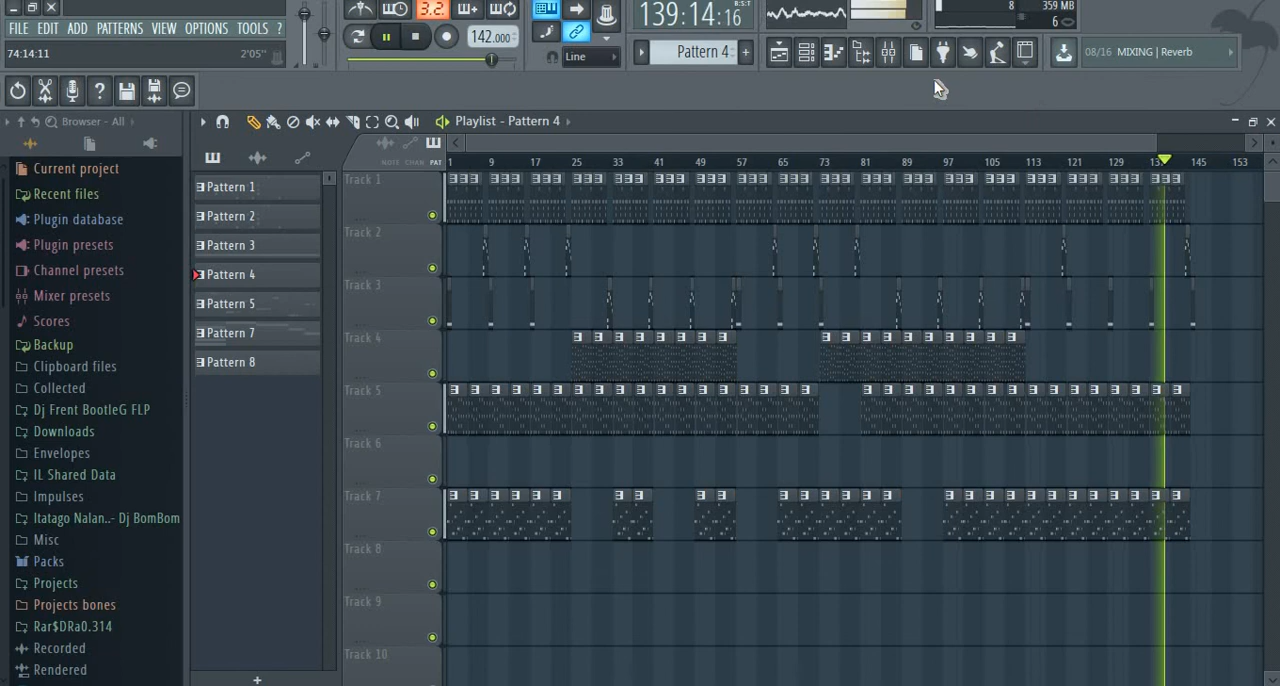 139:14:16
B:S:T
8
359 MB
6
FILE EDIT ADD PATTERNS VIEW OPTIONS TOOLS ?
3.2.
142.000
74:14:11
2'05"
Line
Pattern 4
08/16 MIXING | Reverb
Browser - All
Playlist - Pattern 4
NOTE CHAN PAT
1 9 17 25 33 41 49 57 65 73 81 89 97 105 113 121 129 145 153
Current project
Recent files
Plugin database
Plugin presets
Channel presets
Mixer presets
Scores
Backup
Clipboard files
Collected
Dj Frent BootleG FLP
Downloads
Envelopes
IL Shared Data
Impulses
Itatago Nalan..- Dj BomBom
Misc
Packs
Projects
Projects bones
Rar$DRa0.314
Recorded
Rendered
Pattern 1
Pattern 2
Pattern 3
Pattern 4
Pattern 5
Pattern 7
Pattern 8
Track 1
Track 2
Track 3
Track 4
Track 5
Track 6
Track 7
Track 8
Track 9
Track 10